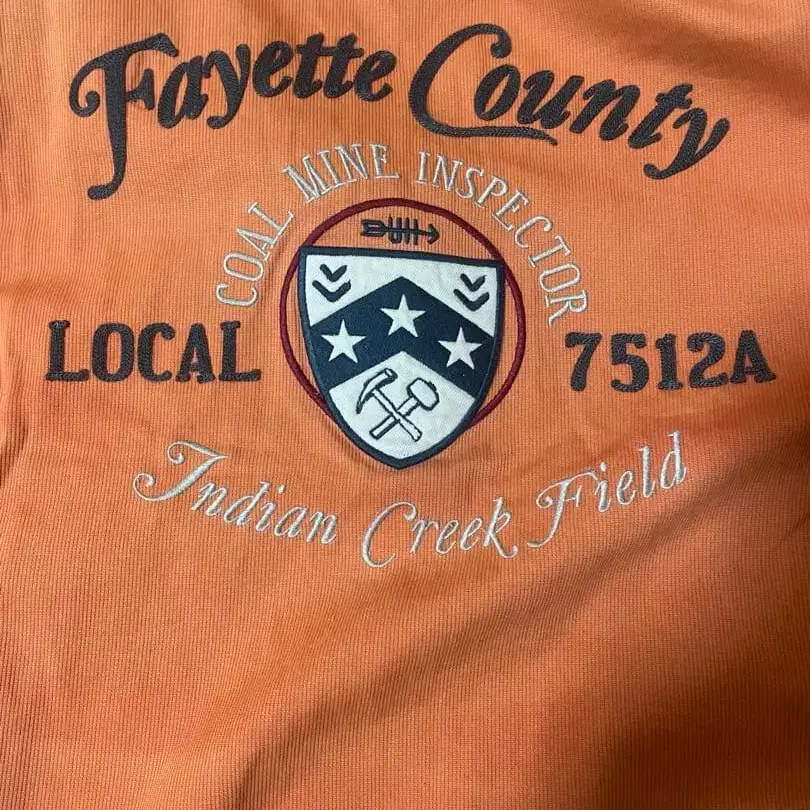 Fayette County
COAL MINE INSPECTOR
LOCAL 7512A
Indian Creek Field